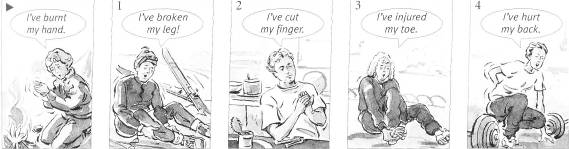 I've burnt
my hand.
1
I've broken
my leg!
2
I've cut
my finger.
3
I've injured
my toe.
4
I've hurt
my back.